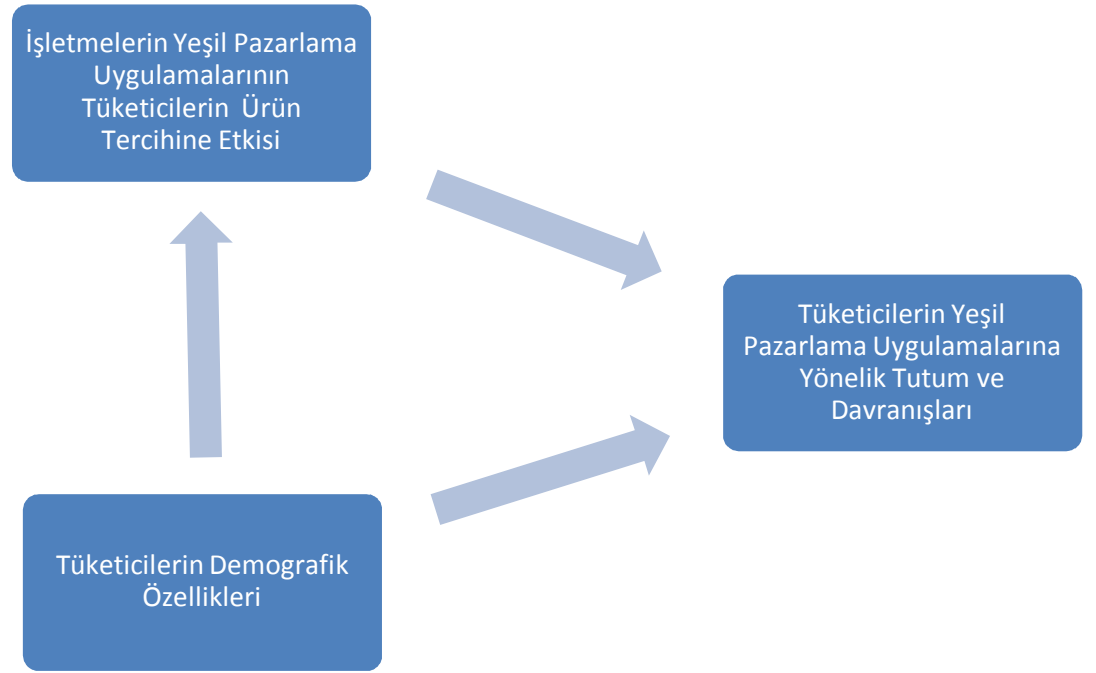 İşletmelerin Yeşil Pazarlama
Uygulamalarının
Tüketicilerin Ürün
Tercihine Etkisi
Tüketicilerin Yeşil
Pazarlama Uygulamalarına
Yönelik Tutum ve
Davranışları
Tüketicilerin Demografik
Özellikleri